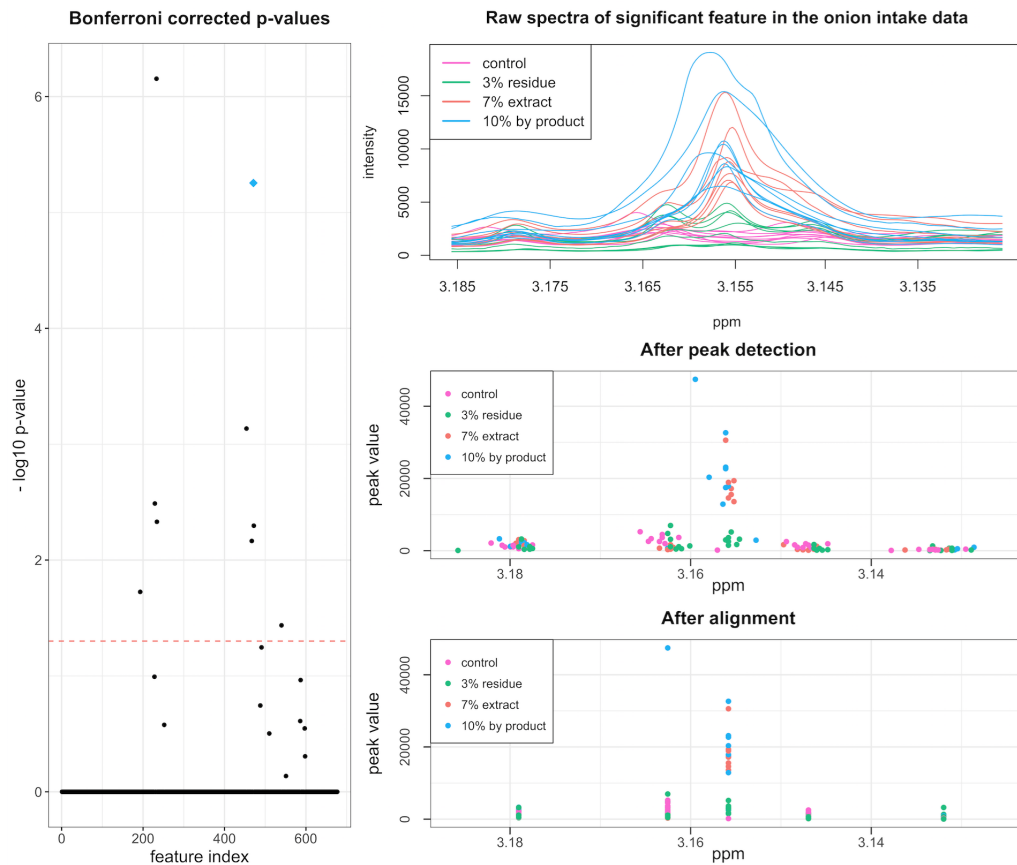 Bonferroni corrected p-values
- log10 p-value
6
4
2
0
0
200
400
600
feature index
Raw spectra of significant feature in the onion intake data
control
3% residue
7% extract
10% by product
intensity
0
5000
10000
15000
3.185
3.175
3.165
3.155
3.145
3.135
ppm
After peak detection
control
3% residue
7% extract
10% by product
peak value
0
20000
40000
3.18
3.16
3.14
ppm
After alignment
control
3% residue
7% extract
10% by product
peak value
0
20000
40000
3.18
3.16
3.14
ppm